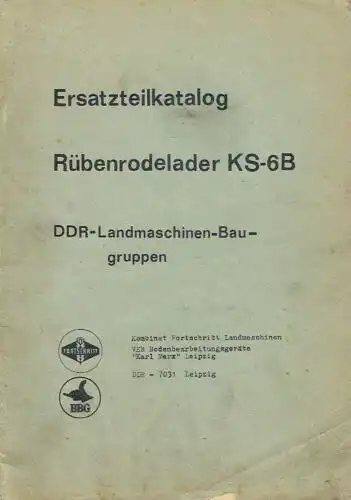 Ersatzteilkatalog
Rübenrodelader KS-6B
DDR-Landmaschinen-Bau-
gruppen
FORTSCHRITT
Kombinat Fortschritt Landmaschinen
VEB Bodenbearbeitungsgeräte
"Karl Marx" Leipzig
DDR - 7031 Leipzig
BBG